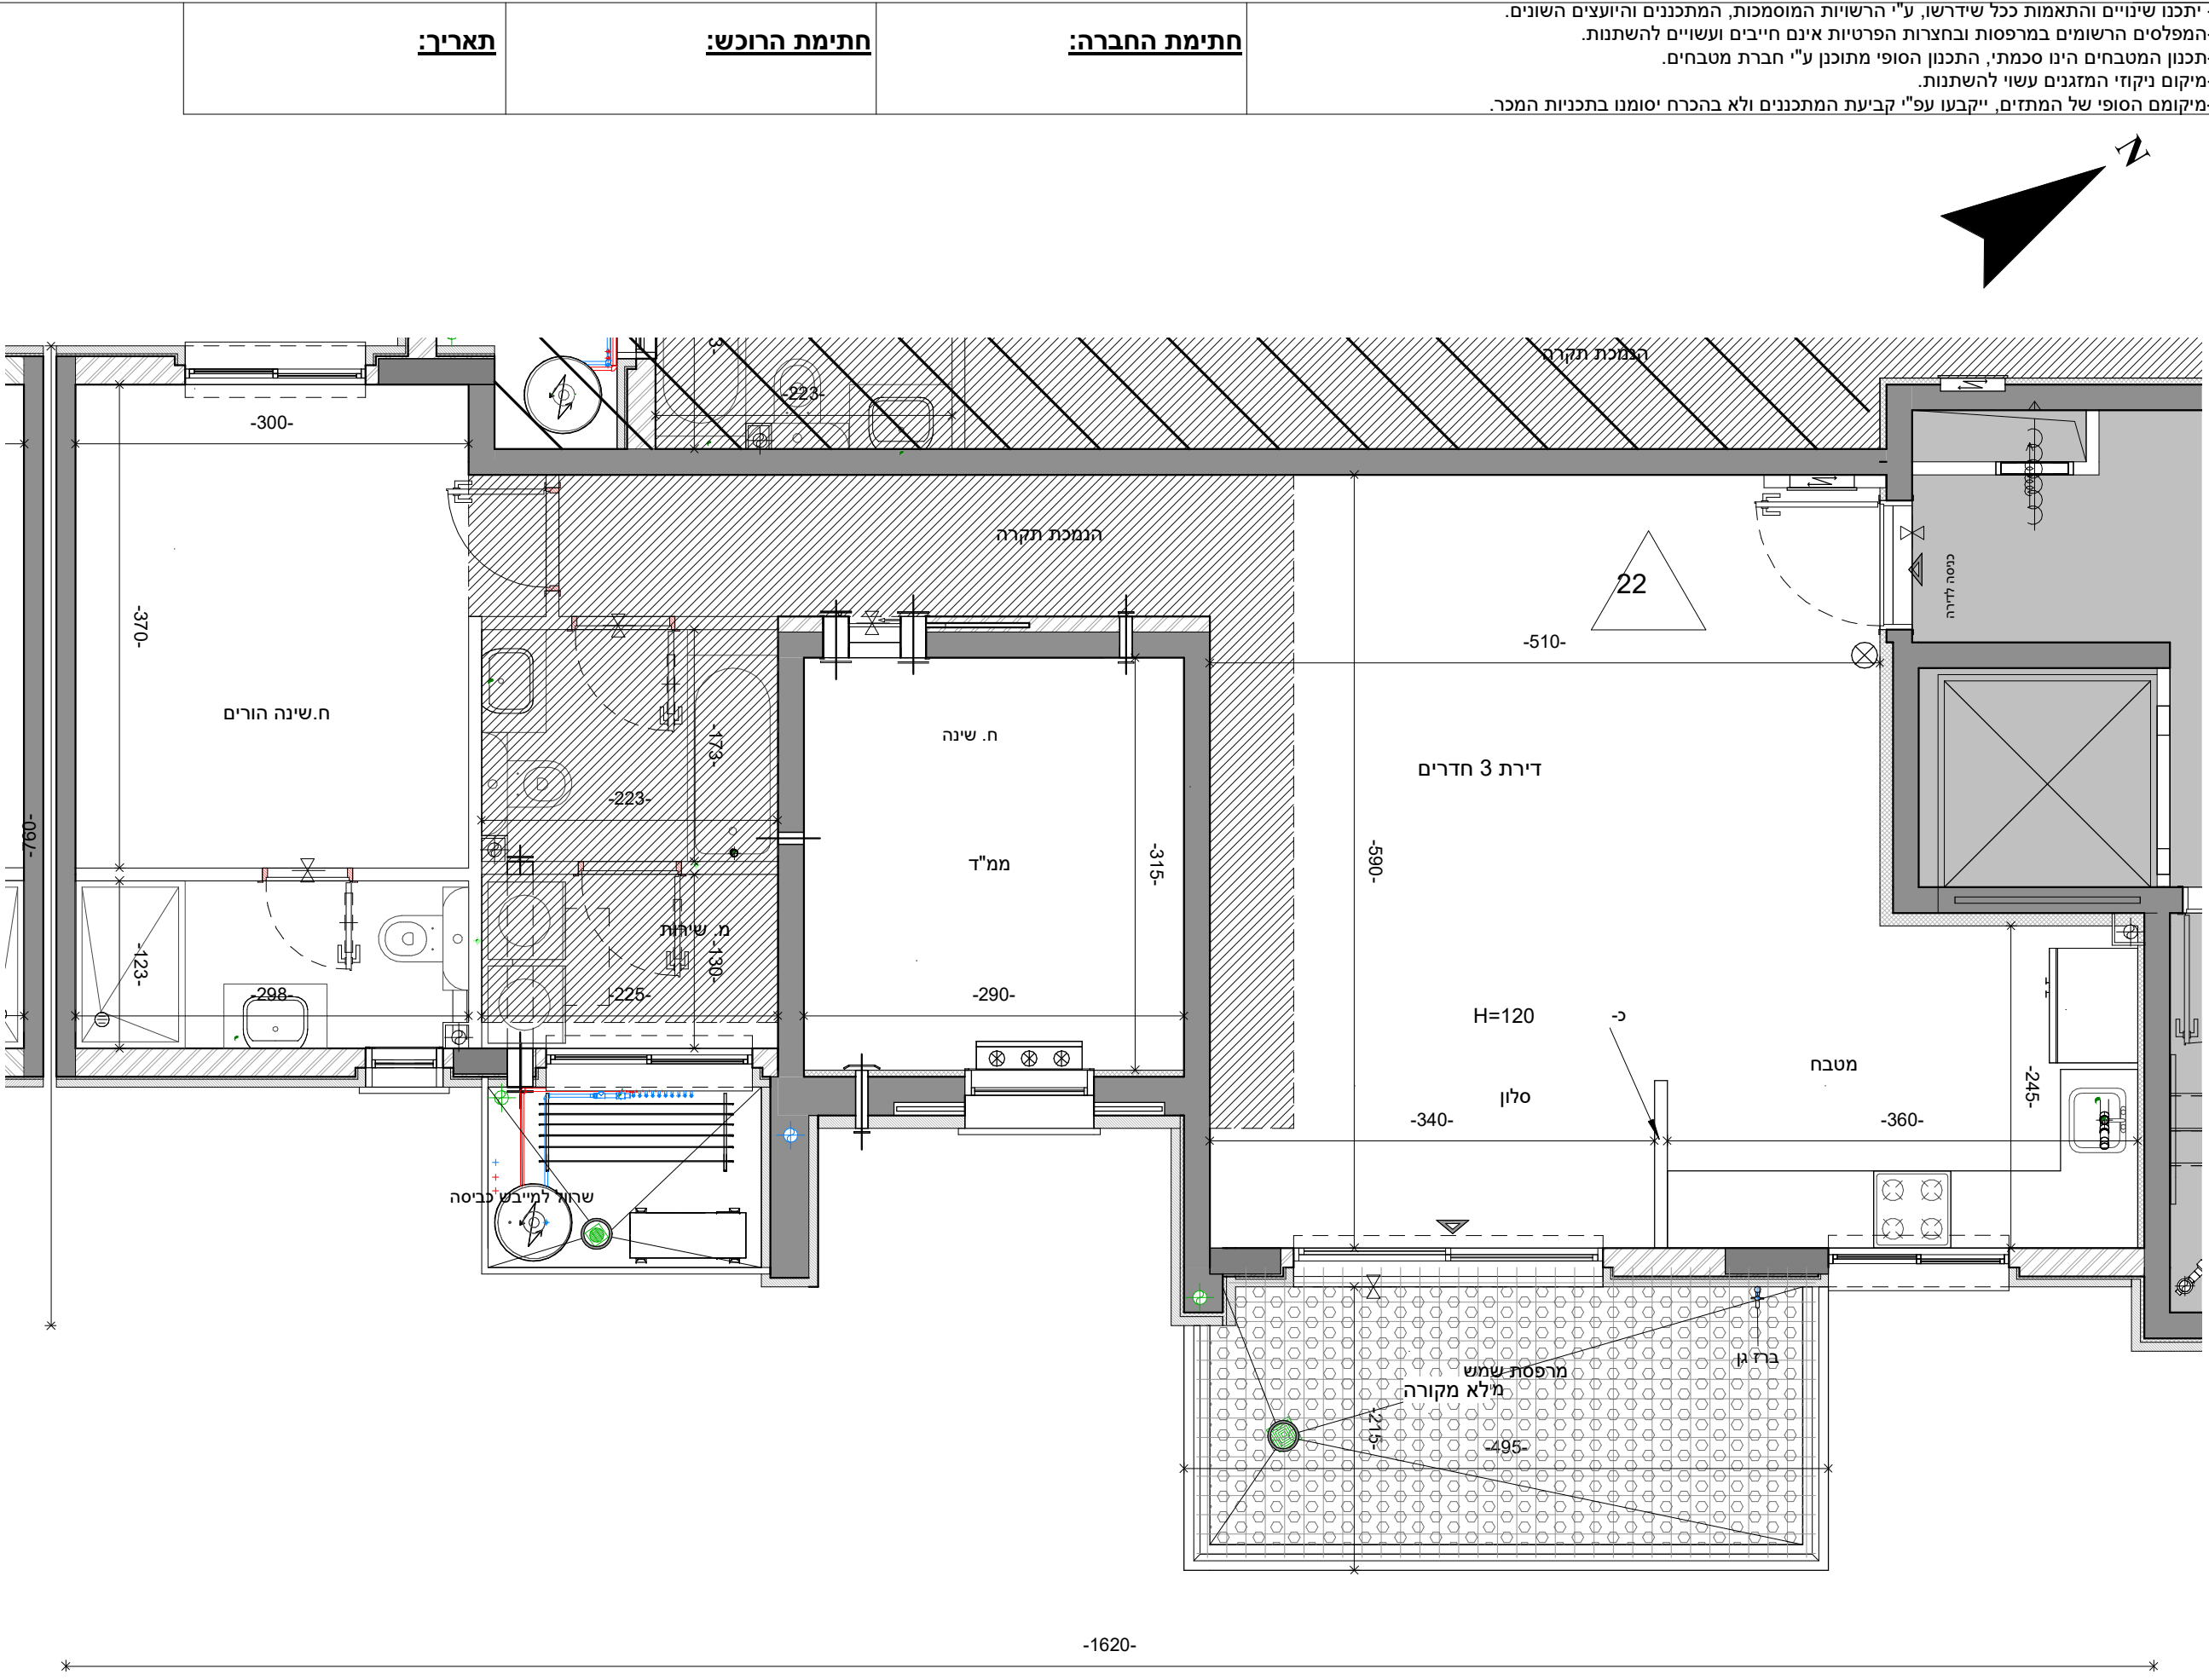 - יתכנו שינויים והתאמות ככל שידרשו, ע"י הרשויות המוסמכות, המתכננים והיועצים השונים.
-המפלסים הרשומים במרפסות ובחצרות הפרטיות אינם חייבים ועשויים להשתנות.
-תכנון המטבחים הינו סכמתי, התכנון הסופי מתוכנן ע"י חברת מטבחים.
-מיקום ניקוזי המזגנים עשוי להשתנות.
-מיקומם הסופי של המתזים, ייקבעו עפ"י קביעת המתכננים ולא בהכרח יסומנו בתכניות המכר.
חתימת החברה:
חתימת הרוכש:
תאריך:
N
הנמכת תקרה
-223-
-300-
הנמכת תקרה
כניסה לדירה
22
-510-
-370-
ח.שינה הורים
ח. שינה
-173-
דירת 3 חדרים
-223-
-760-
ממ"ד
-315-
-590-
מ. שירות
-130-
-123-
-298-
-225-
-290-
H=120
כ-
מטבח
סלון
-245-
-340-
-360-
שרוול למייבש כביסה
ברז גן
מרפסת שמש
לא מקורה
-215-
-495-
-1620-